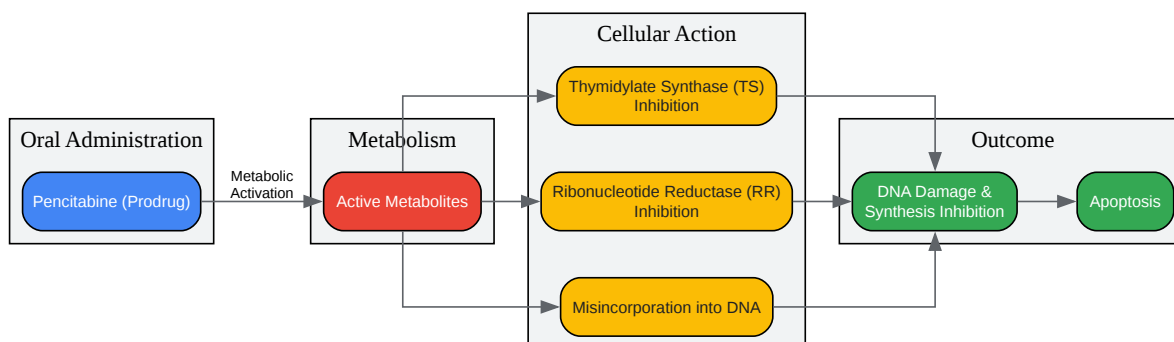 Oral Administration
Pencitabine (Prodrug)
Metabolic
Activation
Metabolism
Active Metabolites
Cellular Action
Thymidylate Synthase (TS)
Inhibition
Ribonucleotide Reductase (RR)
Inhibition
Misincorporation into DNA
Outcome
DNA Damage &
Synthesis Inhibition
Apoptosis